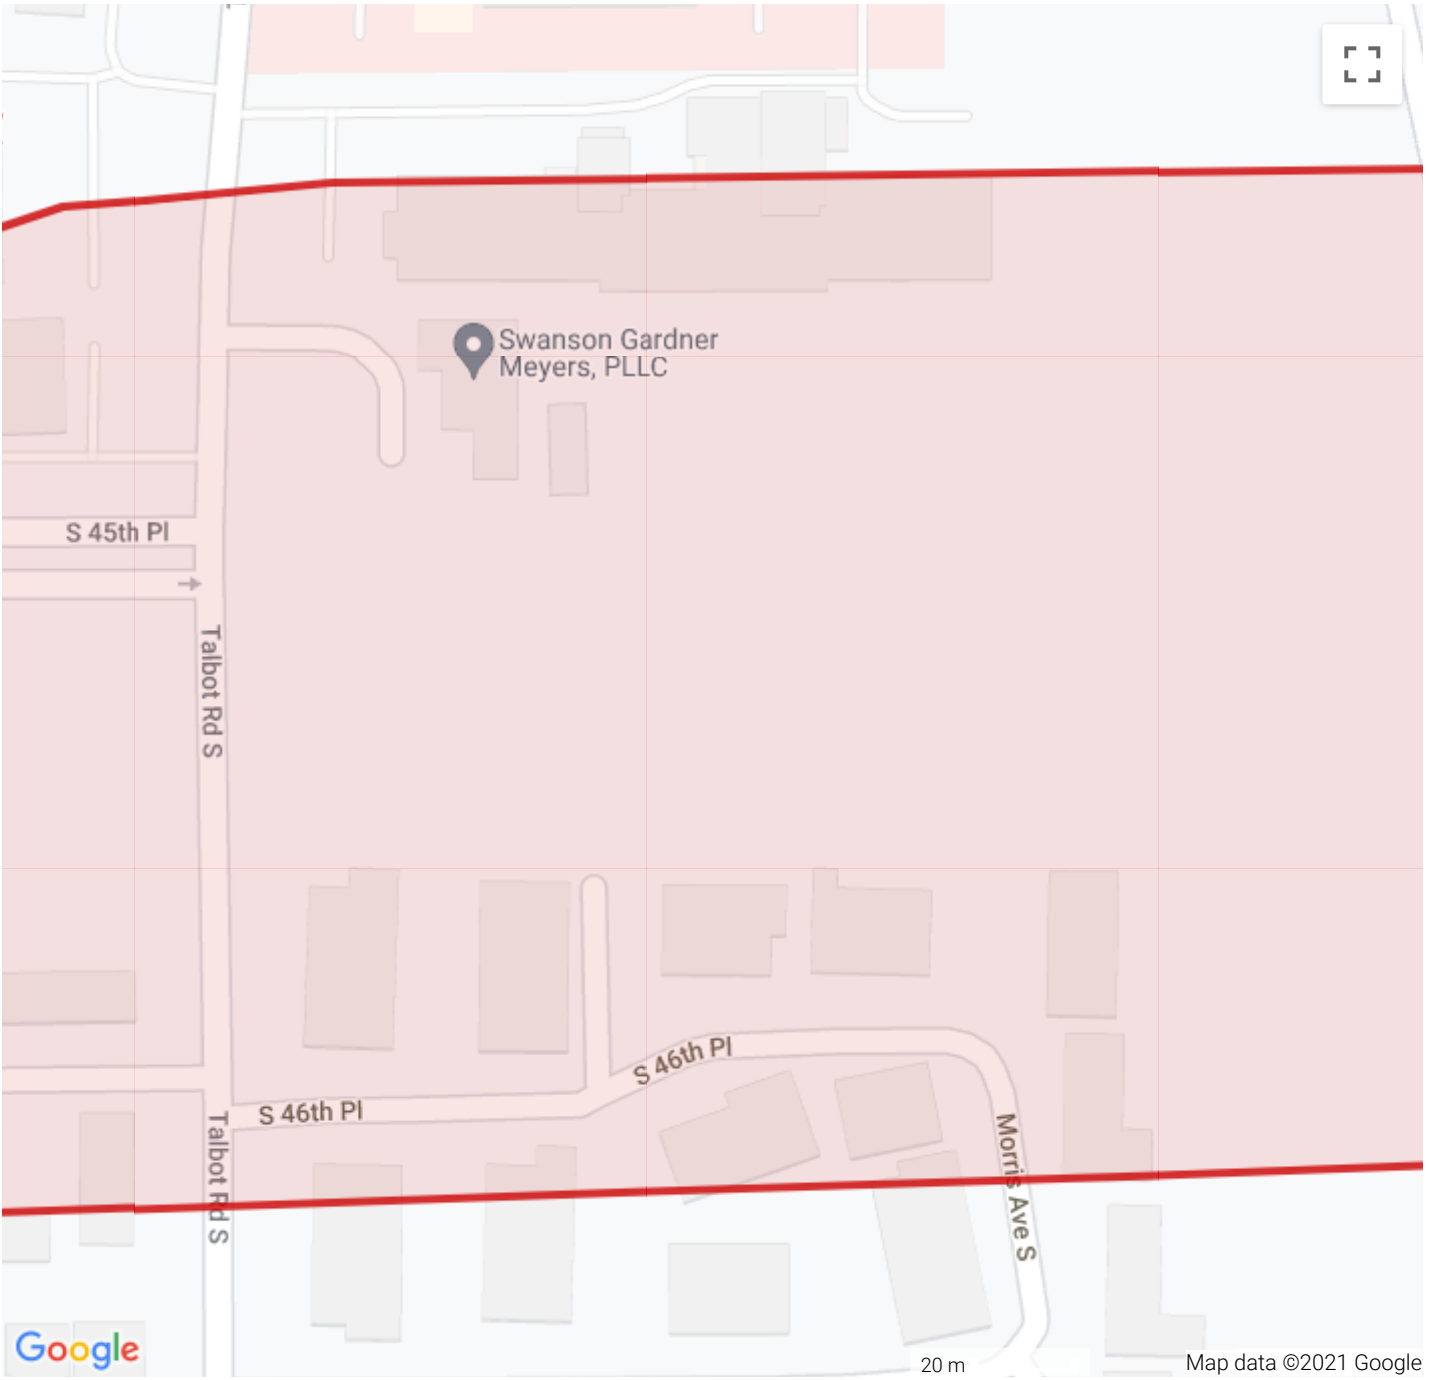 Swanson Gardner
Meyers, PLLC
S 45th Pl
Talbot Rd S
S 46th Pl
S 46th Pl
Talbot Rd S
Morris Ave S
Google
20 m
Map data ©2021 Google